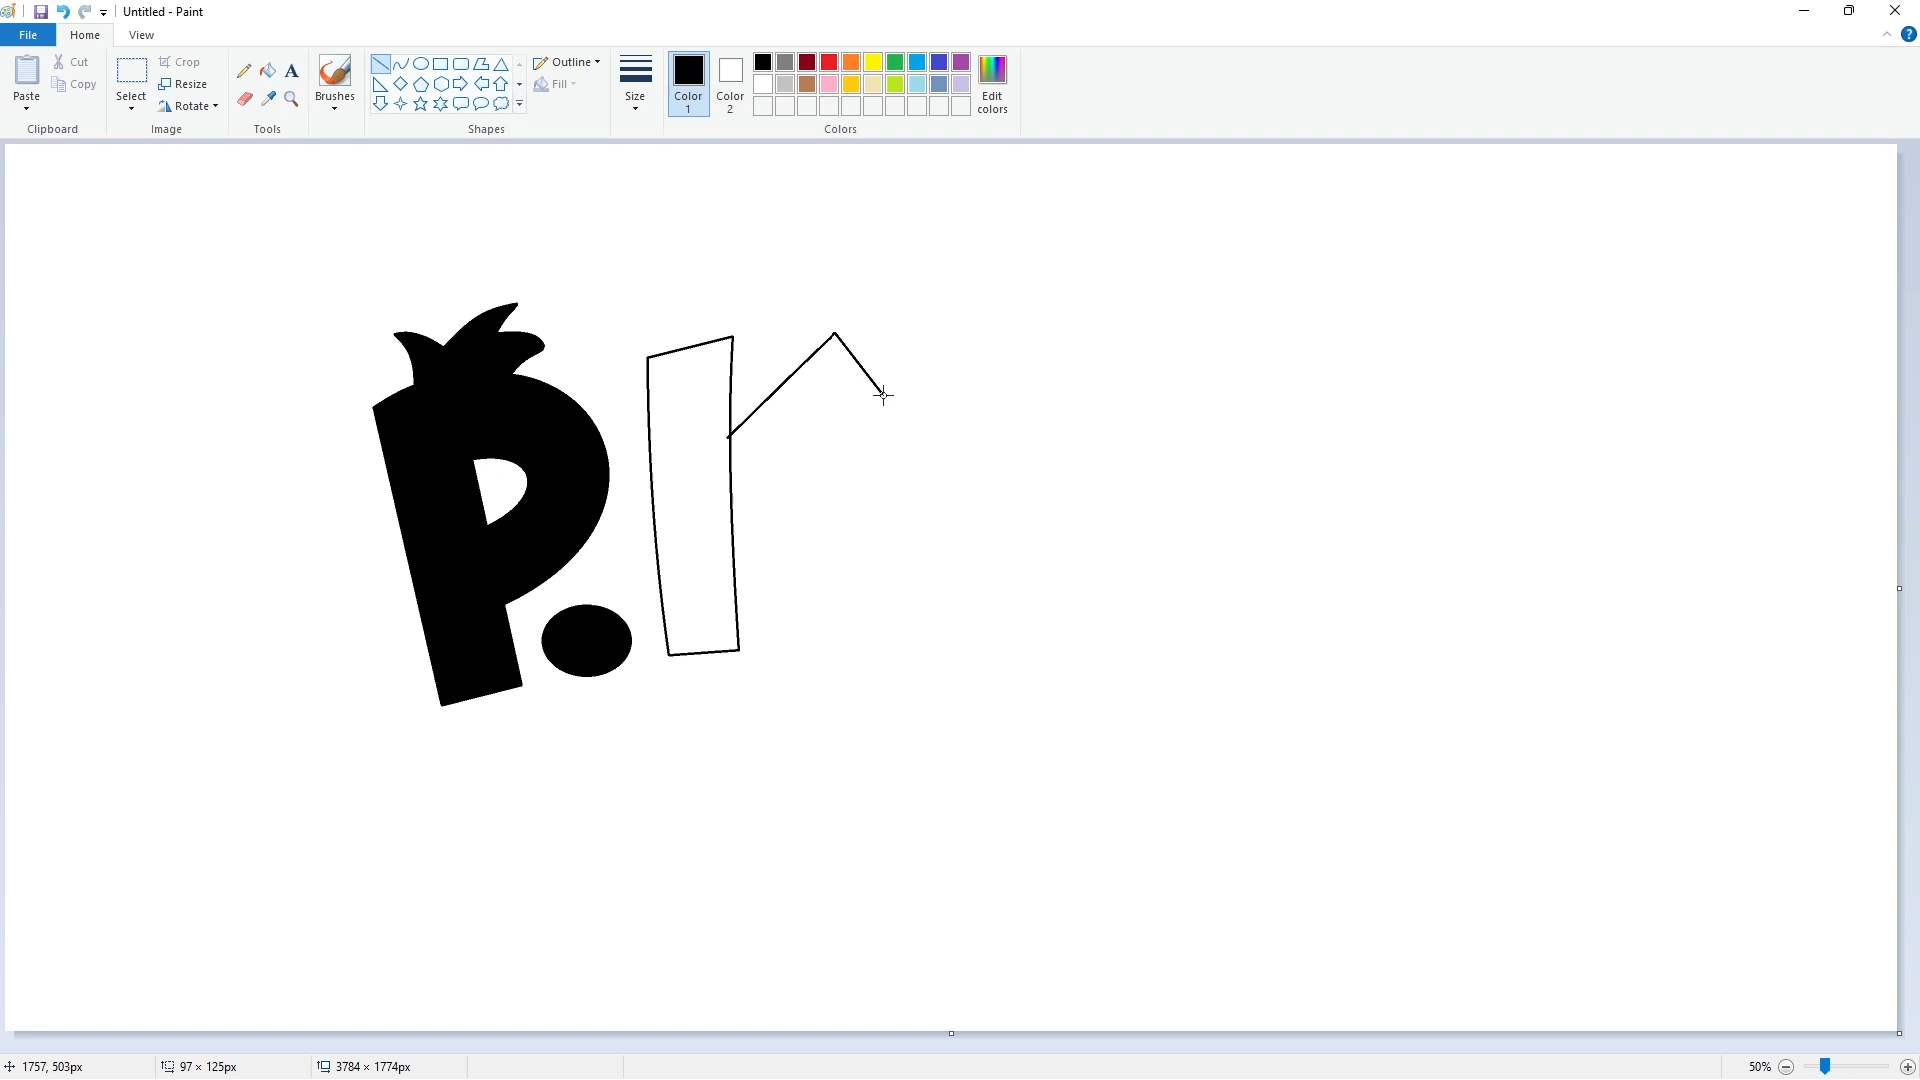 Untitled - Paint
File Home View
Paste
Cut
Copy
Clipboard
Select
Crop
Resize
Rotate
Image
A
Tools
Brushes
Outline
Fill
Shapes
Size
Color 1
Color 2
Edit colors
Colors
?
P.
1757, 503px
97 × 125px
3784 × 1774px
50%